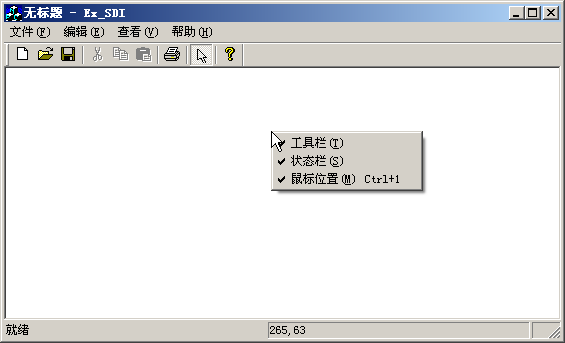 无标题 - Ex_SDI
文件(F) 编辑(E) 查看(V) 帮助(H)
工具栏(T)
状态栏(S)
鼠标位置(M) Ctrl+1
就绪 265,63